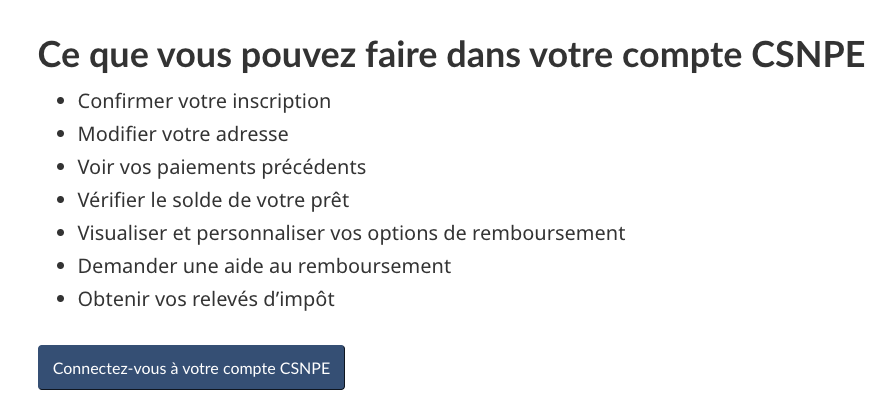 Ce que vous pouvez faire dans votre compte CSNPE
• Confirmer votre inscription
• Modifier votre adresse
• Voir vos paiements précédents
• Vérifier le solde de votre prêt
• Visualiser et personnaliser vos options de remboursement
• Demander une aide au remboursement
• Obtenir vos relevés d’impôt
Connectez-vous à votre compte CSNPE